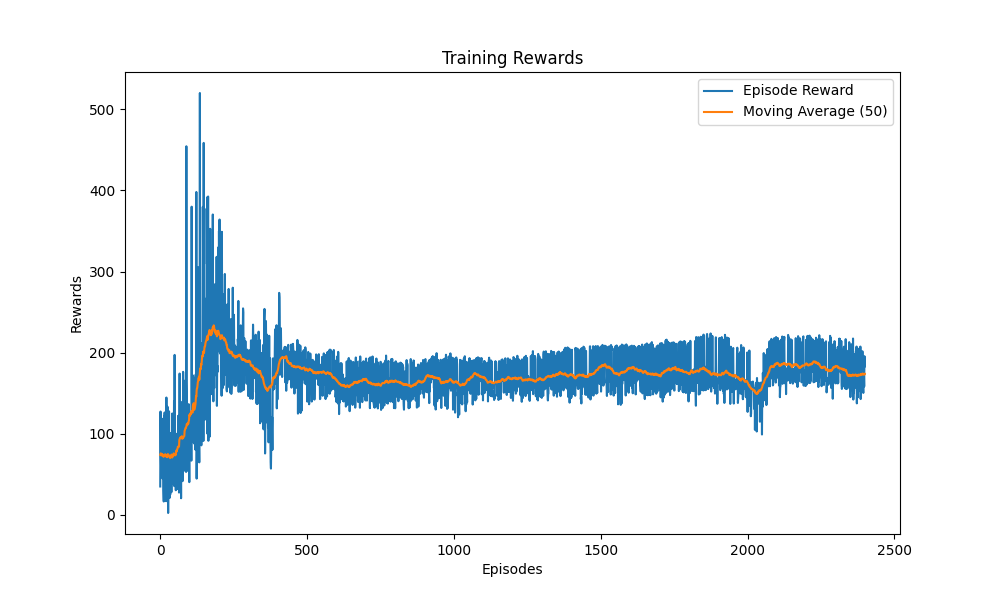 Training Rewards
Episode Reward
Moving Average (50)
Rewards
500
400
300
200
100
0
0 500 1000 1500 2000 2500
Episodes